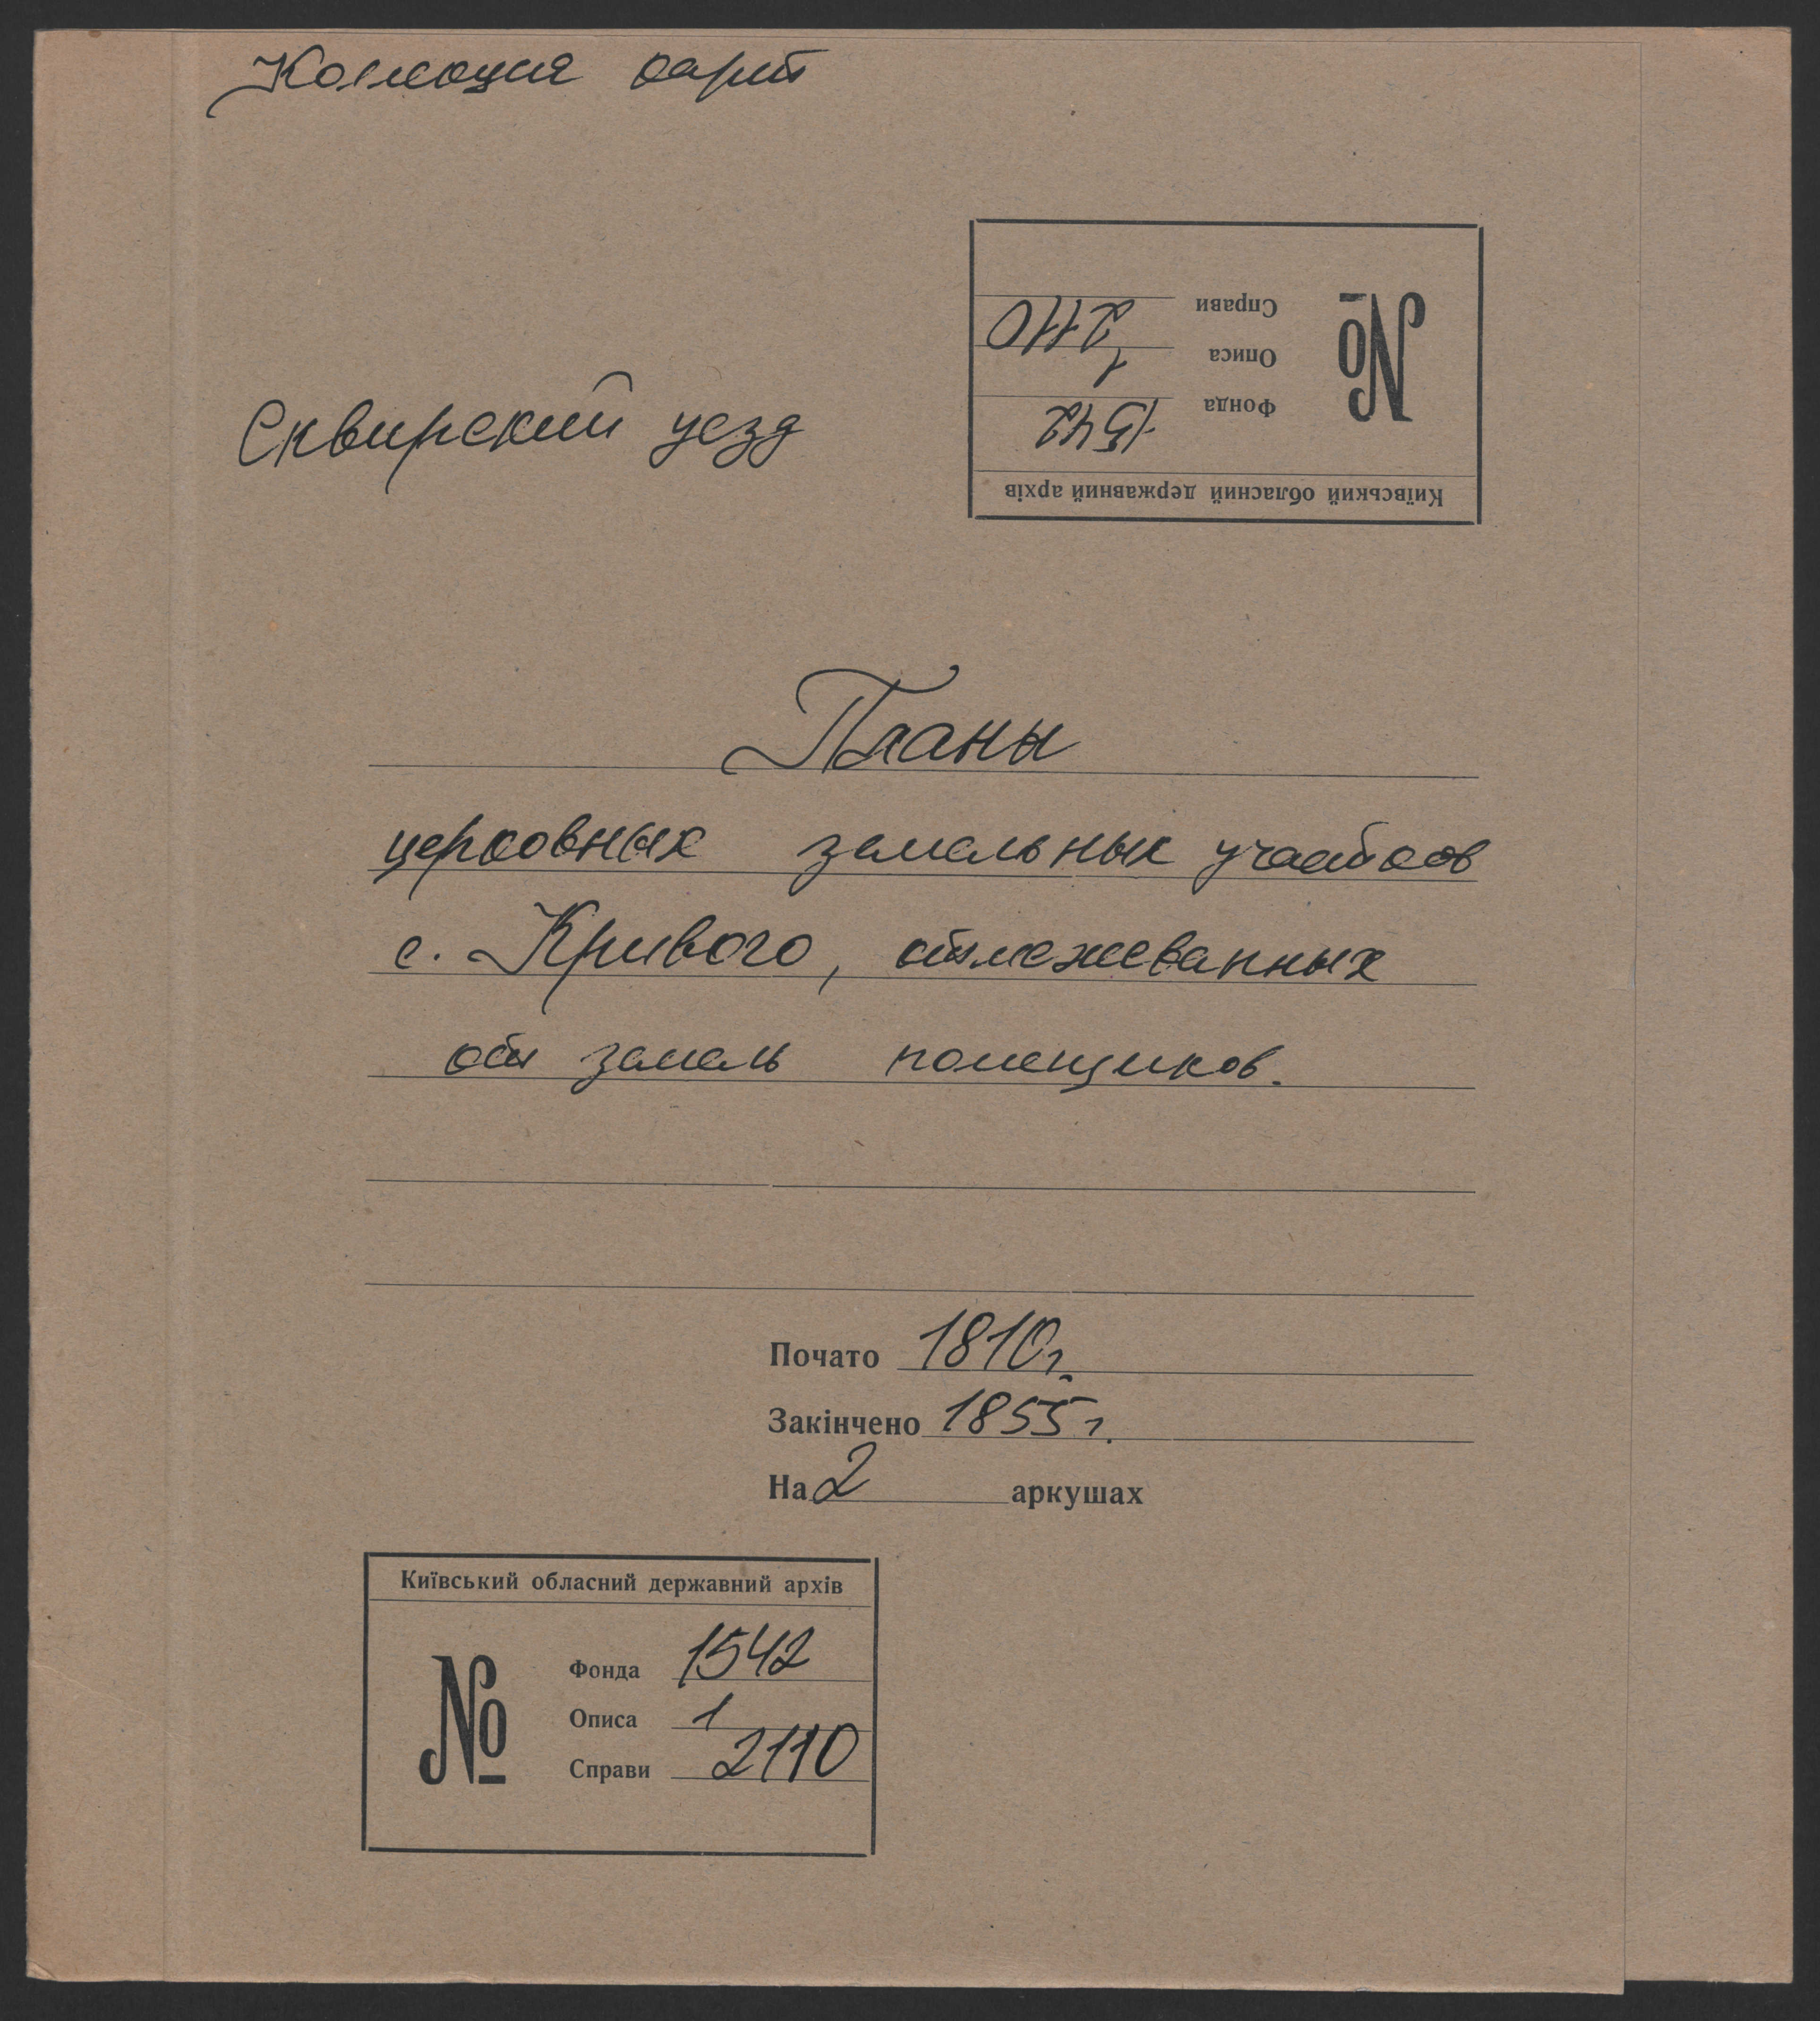 Коллекция карт
Справи 2110
Описа 1
Фонда 1542
Київський обласний державний архів
№
Сквирский уезд
Планы
церковных земельных участков
с. Кривого, отмежеванных
от земель помещиков.
Почато 1810 г.
Закінчено 1855 г.
На 2 аркушах
Київський обласний державний архів
№
Фонда 1542
Описа 1
Справи 2110